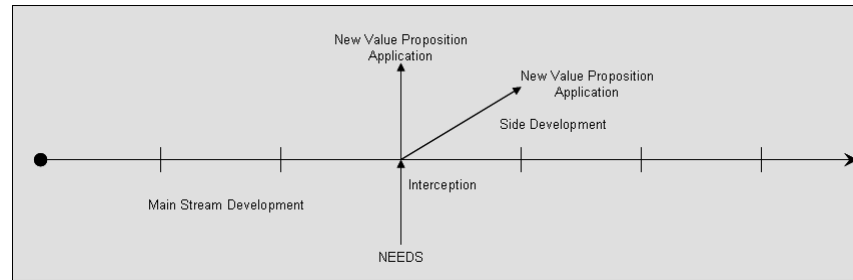 New Value Proposition
Application
New Value Proposition
Application
Side Development
Interception
Main Stream Development
NEEDS